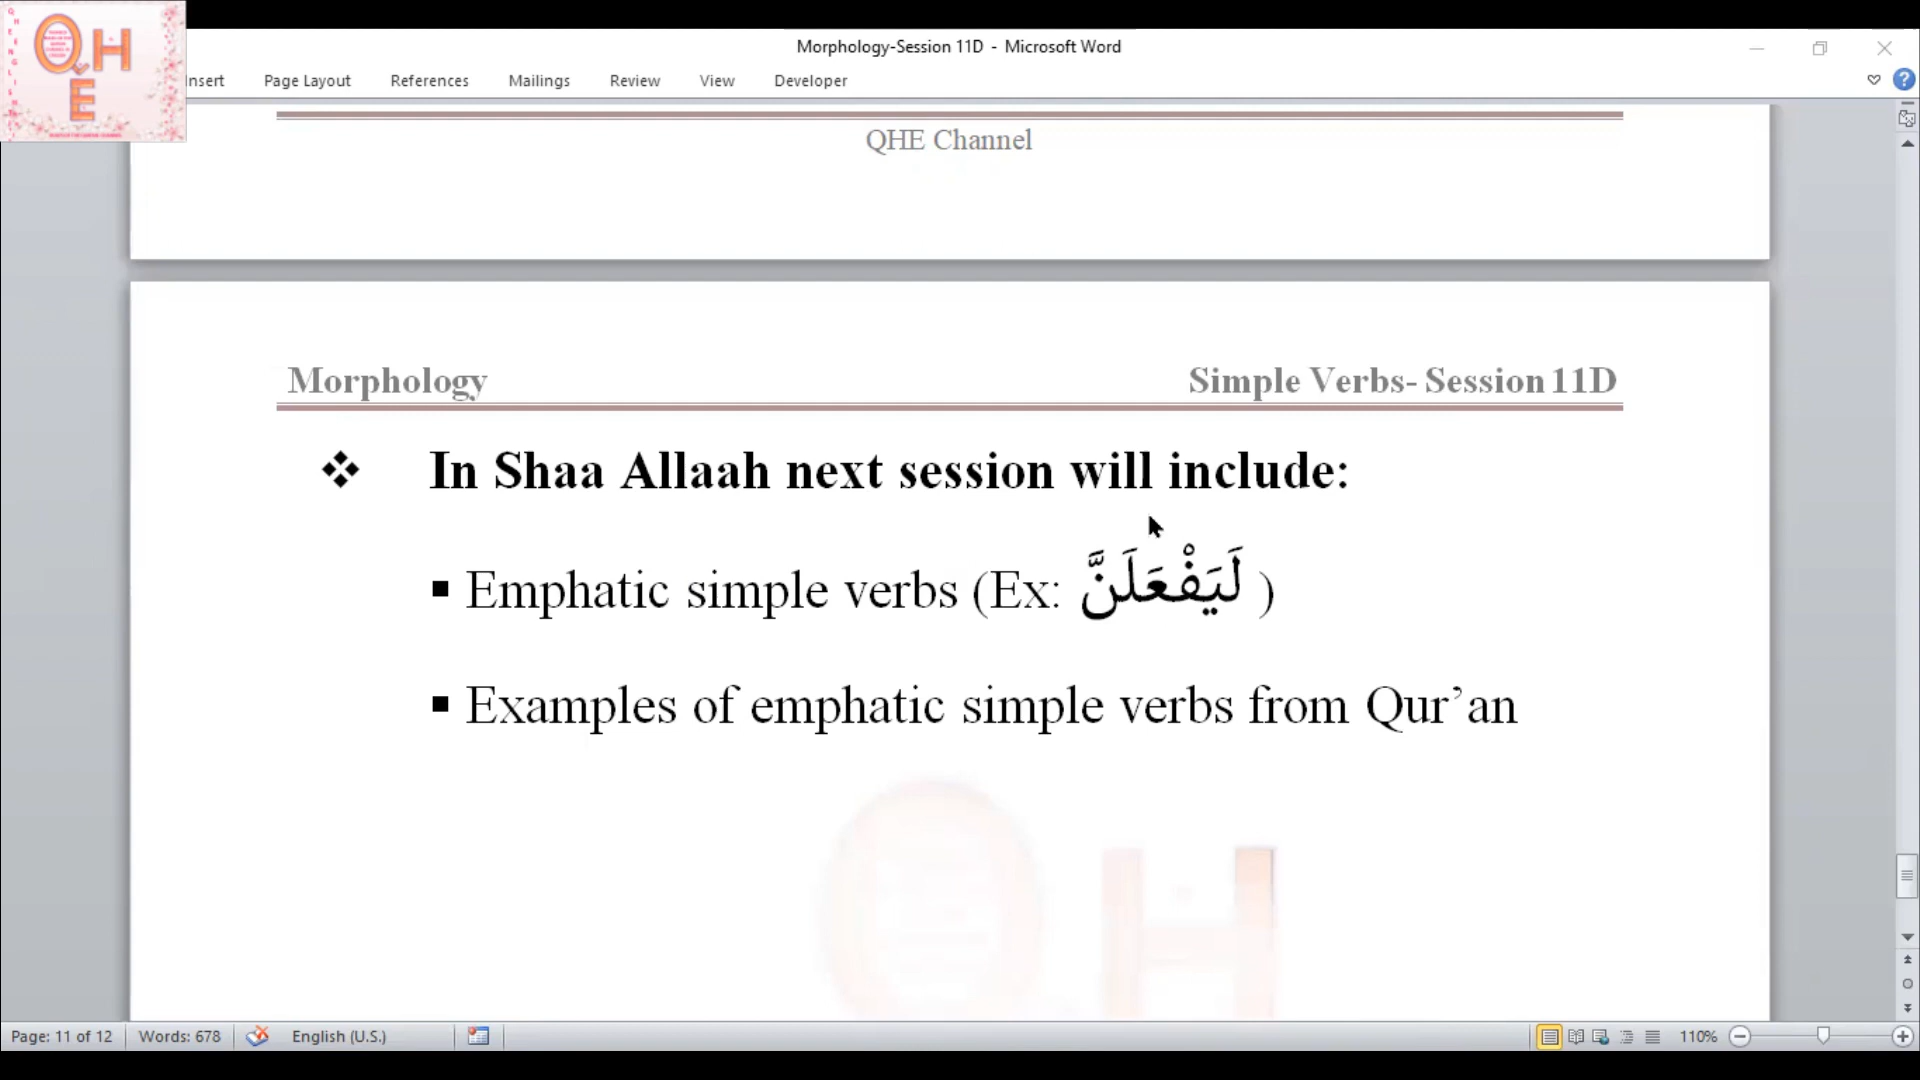 Q H E
Morphology-Session 11D - Microsoft Word
Insert Page Layout References Mailings Review View Developer
QHE Channel
Morphology Simple Verbs- Session 11D
❖ In Shaa Allaah next session will include:
▪ Emphatic simple verbs (Ex: لَيَفْعَلَنَّ )
▪ Examples of emphatic simple verbs from Qur’an
Q H
Page: 11 of 12 Words: 678 English (U.S.) 110%